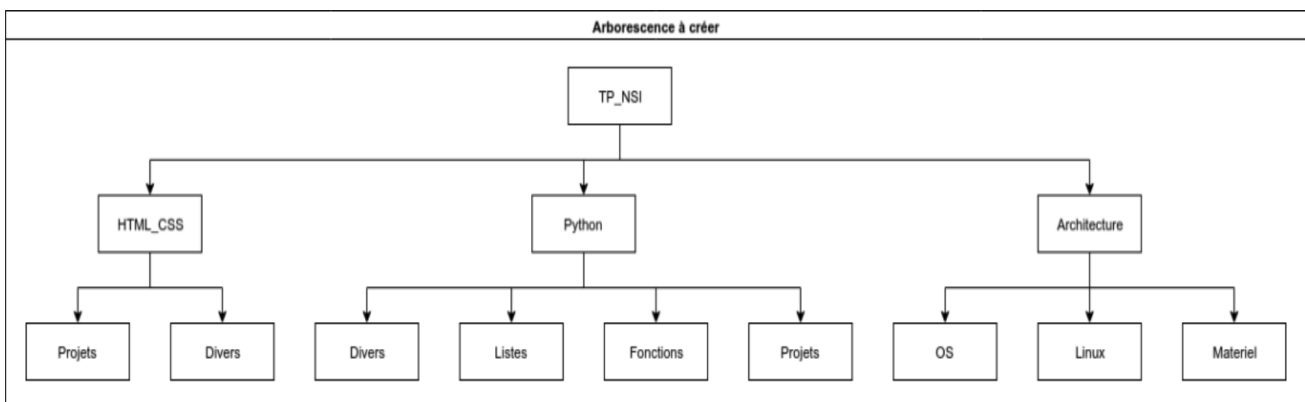 Arborescence à créer
TP_NSI
HTML_CSS
Python
Architecture
Projets
Divers
Divers
Listes
Fonctions
Projets
OS
Linux
Materiel